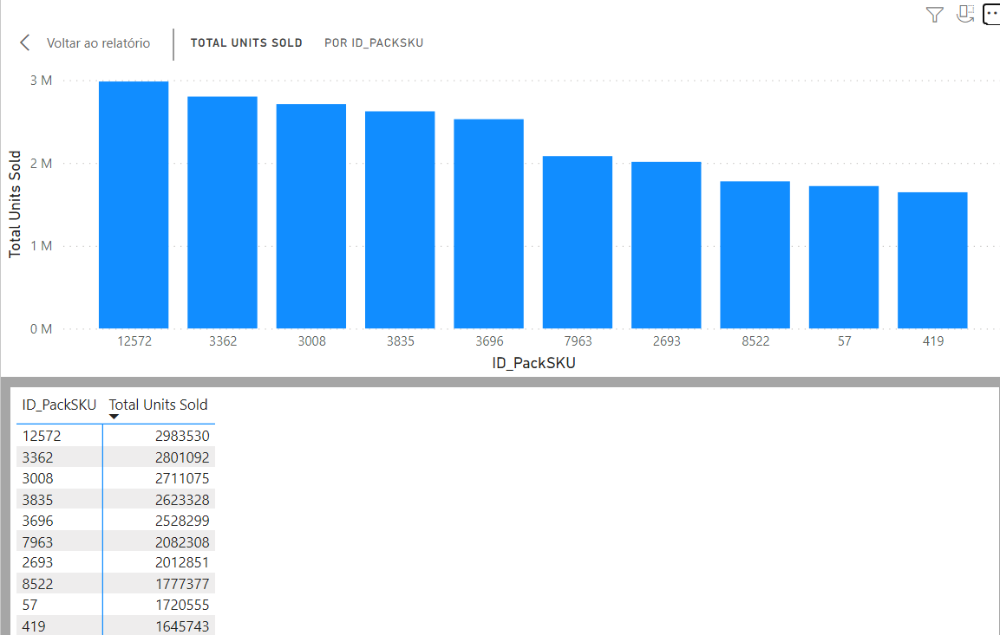 Voltar ao relatório TOTAL UNITS SOLD POR ID_PACKSKU
Total Units Sold
3 M
2 M
1 M
0 M
12572 3362 3008 3835 3696 7963 2693 8522 57 419
ID_PackSKU
ID_PackSKU Total Units Sold
12572 2983530
3362 2801092
3008 2711075
3835 2623328
3696 2528299
7963 2082308
2693 2012851
8522 1777377
57 1720555
419 1645743